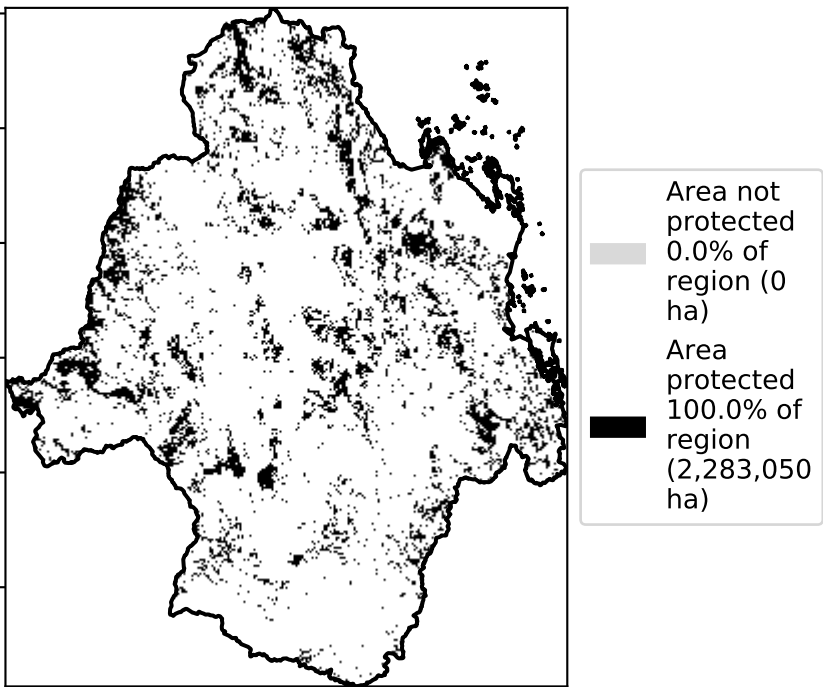 Area not
protected
0.0% of
region (0
ha)
Area
protected
100.0% of
region
(2,283,050
ha)